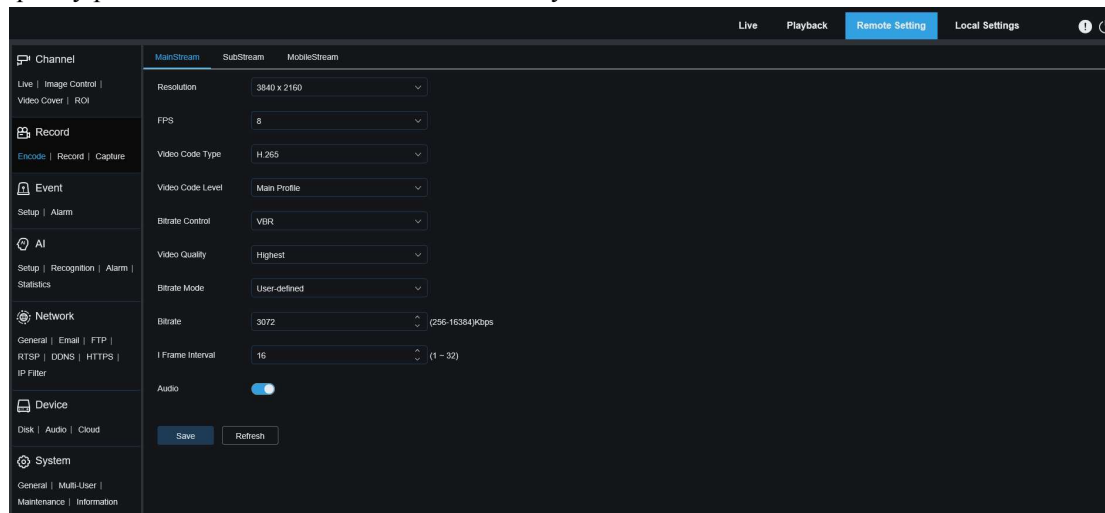 Live Playback Remote Setting Local Settings
Channel
Live | Image Control |
Video Cover | ROI
Record
Encode | Record | Capture
Event
Setup | Alarm
AI
Setup | Recognition | Alarm |
Statistics
Network
General | Email | FTP |
RTSP | DDNS | HTTPS |
IP Filter
Device
Disk | Audio | Cloud
System
General | Multi-User |
Maintenance | Information
MainStream SubStream MobileStream
Resolution 3840 x 2160
FPS 8
Video Code Type H.265
Video Code Level Main Profile
Bitrate Control VBR
Video Quality Highest
Bitrate Mode User-defined
Bitrate 3072 (256-16384)Kbps
I Frame Interval 16 (1 ~ 32)
Audio
Save Refresh